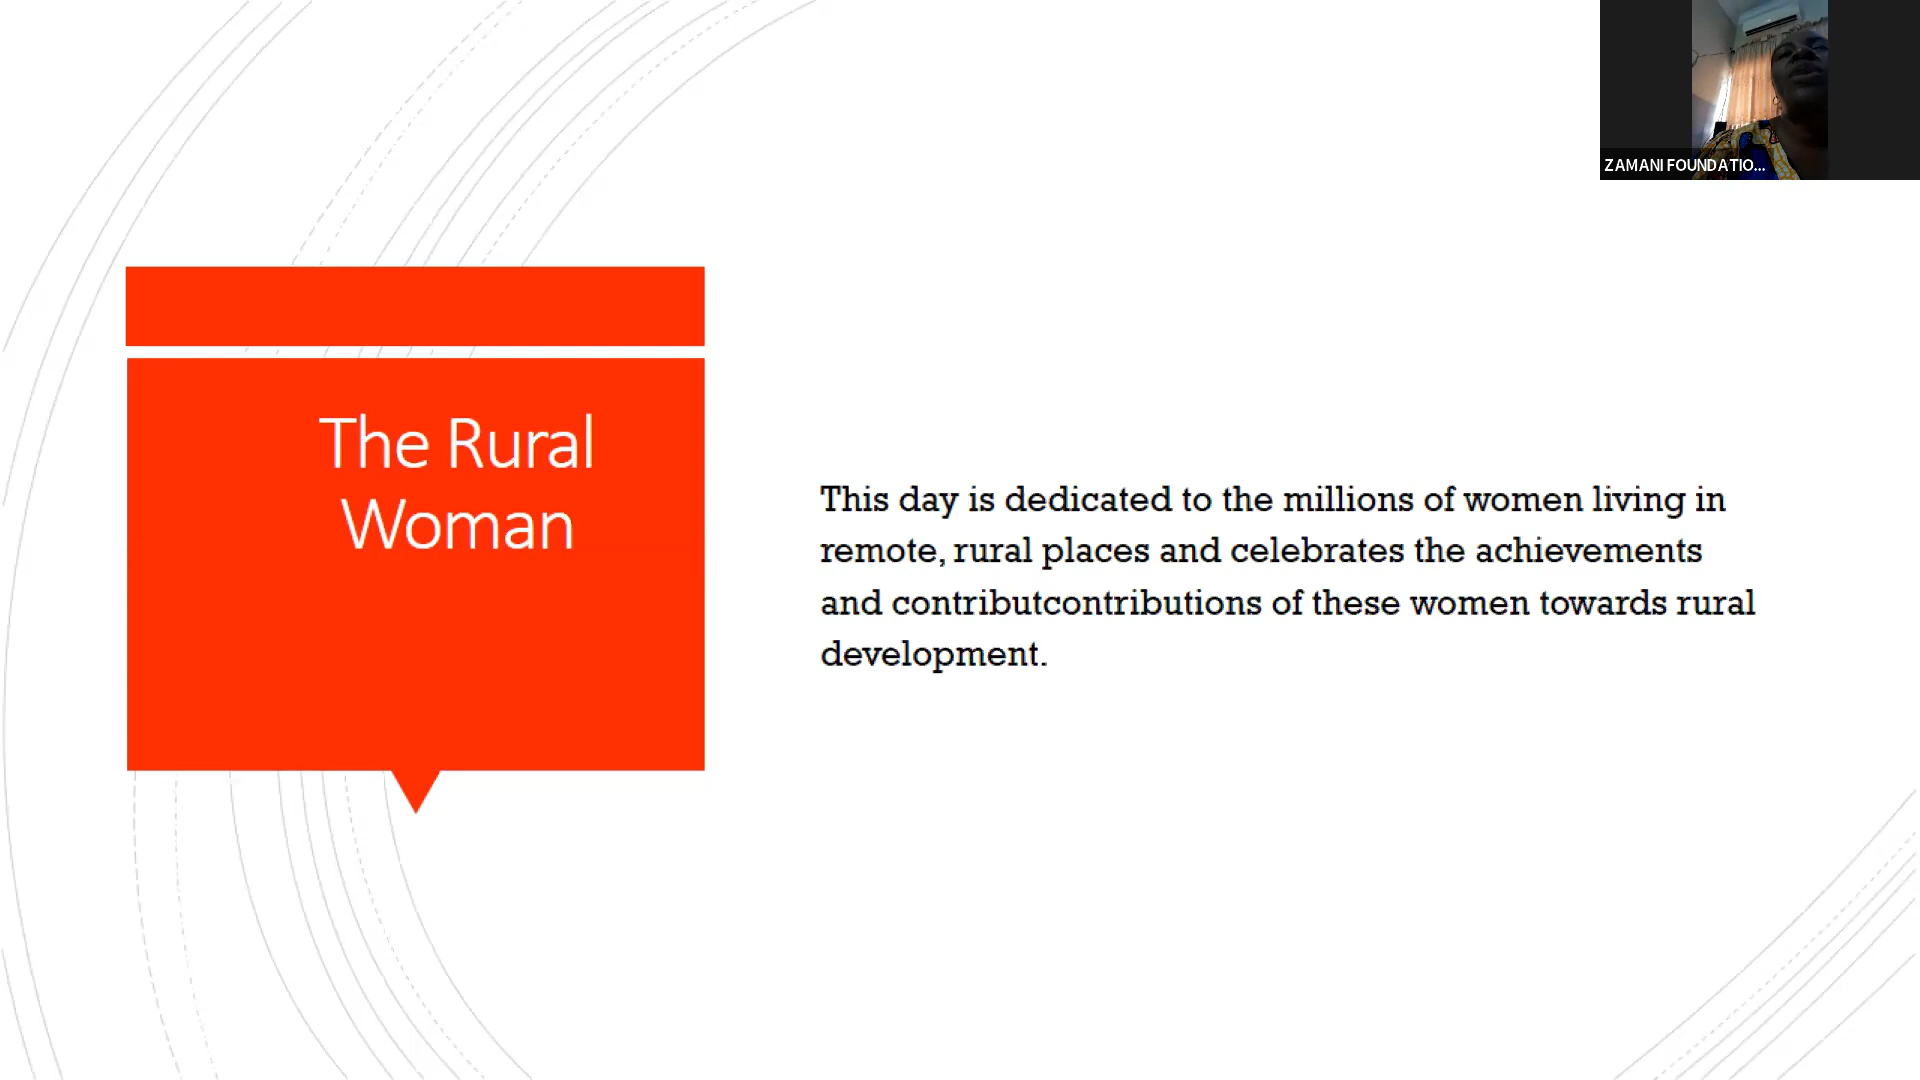 The Rural
Woman
This day is dedicated to the millions of women living in
remote, rural places and celebrates the achievements
and contributcontributions of these women towards rural
development.
ZAMANI FOUNDATIO...